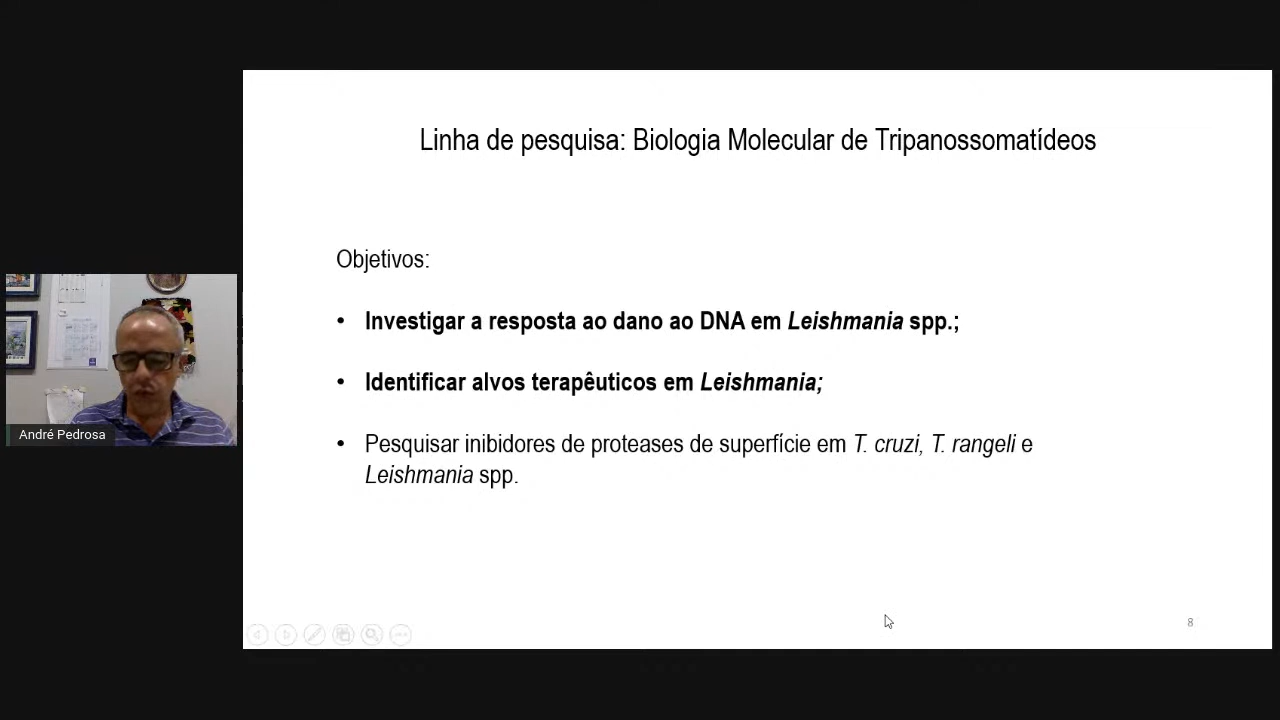 Linha de pesquisa: Biologia Molecular de Tripanossomatídeos
Objetivos:
• Investigar a resposta ao dano ao DNA em Leishmania spp.;
• Identificar alvos terapêuticos em Leishmania;
• Pesquisar inibidores de proteases de superfície em T. cruzi, T. rangeli e
Leishmania spp.
André Pedrosa
8